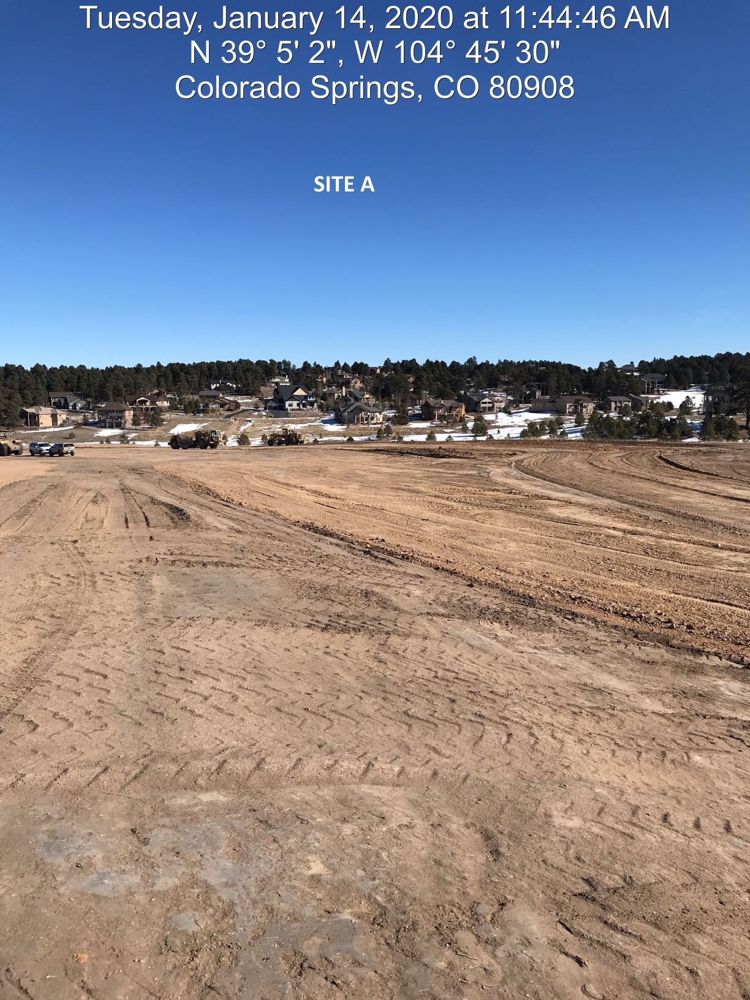 Tuesday, January 14, 2020 at 11:44:46 AM
N 39° 5' 2", W 104° 45' 30"
Colorado Springs, CO 80908
SITE A